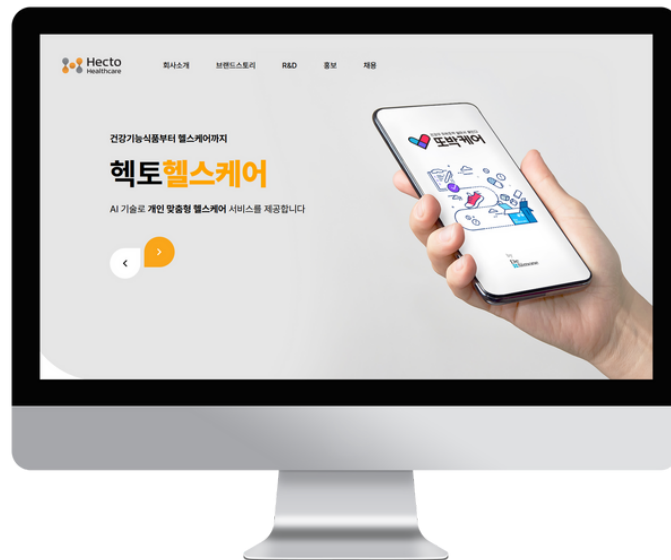 Hecto
Healthcare
회사소개 브랜드스토리 R&D 홍보 채용
건강기능식품부터 헬스케어까지
헥토헬스케어
AI 기술로 개인 맞춤형 헬스케어 서비스를 제공합니다
또박케어
by